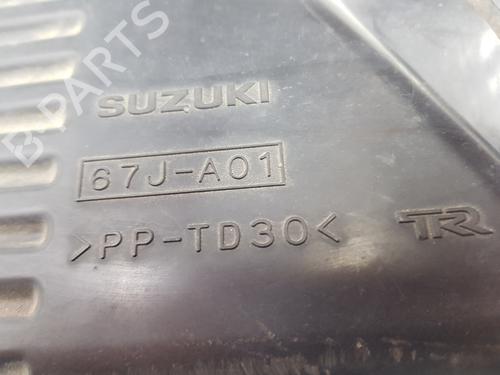 B PARTS
SUZUKI
67J-A01
>PP-TD30< TR